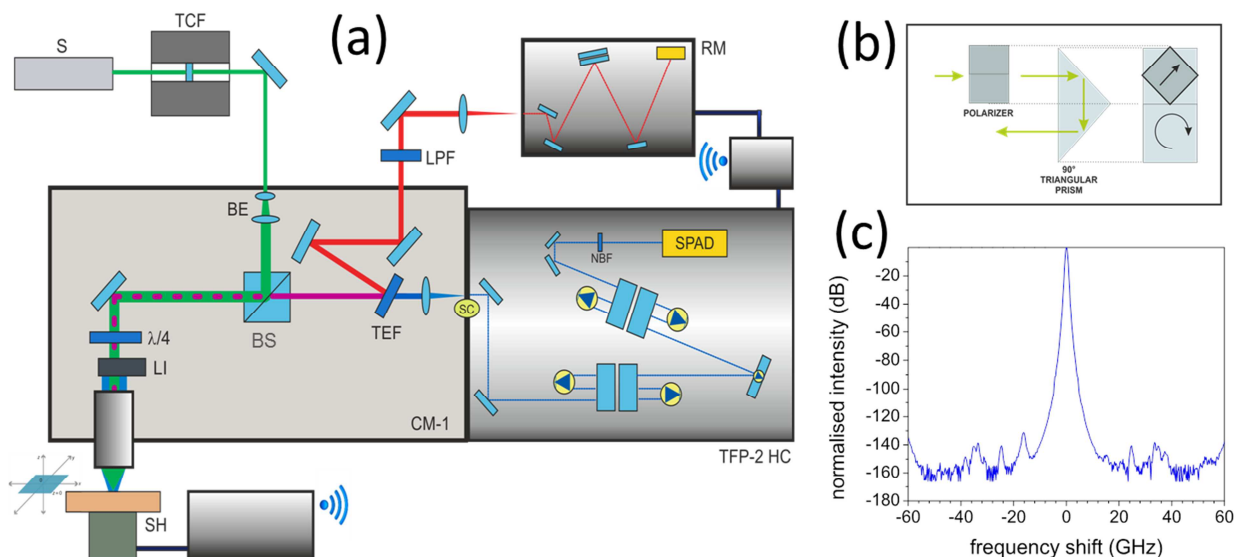 (a)
S
TCF
RM
LPF
BE
BS
TEF
SC
NBF
SPAD
λ/4
LI
CM-1
TFP-2 HC
SH
(b)
POLARIZER
90°
TRIANGULAR
PRISM
(c)
normalised intensity (dB)
-20
-40
-60
-80
-100
-120
-140
-160
-180
-60
-40
-20
0
20
40
60
frequency shift (GHz)